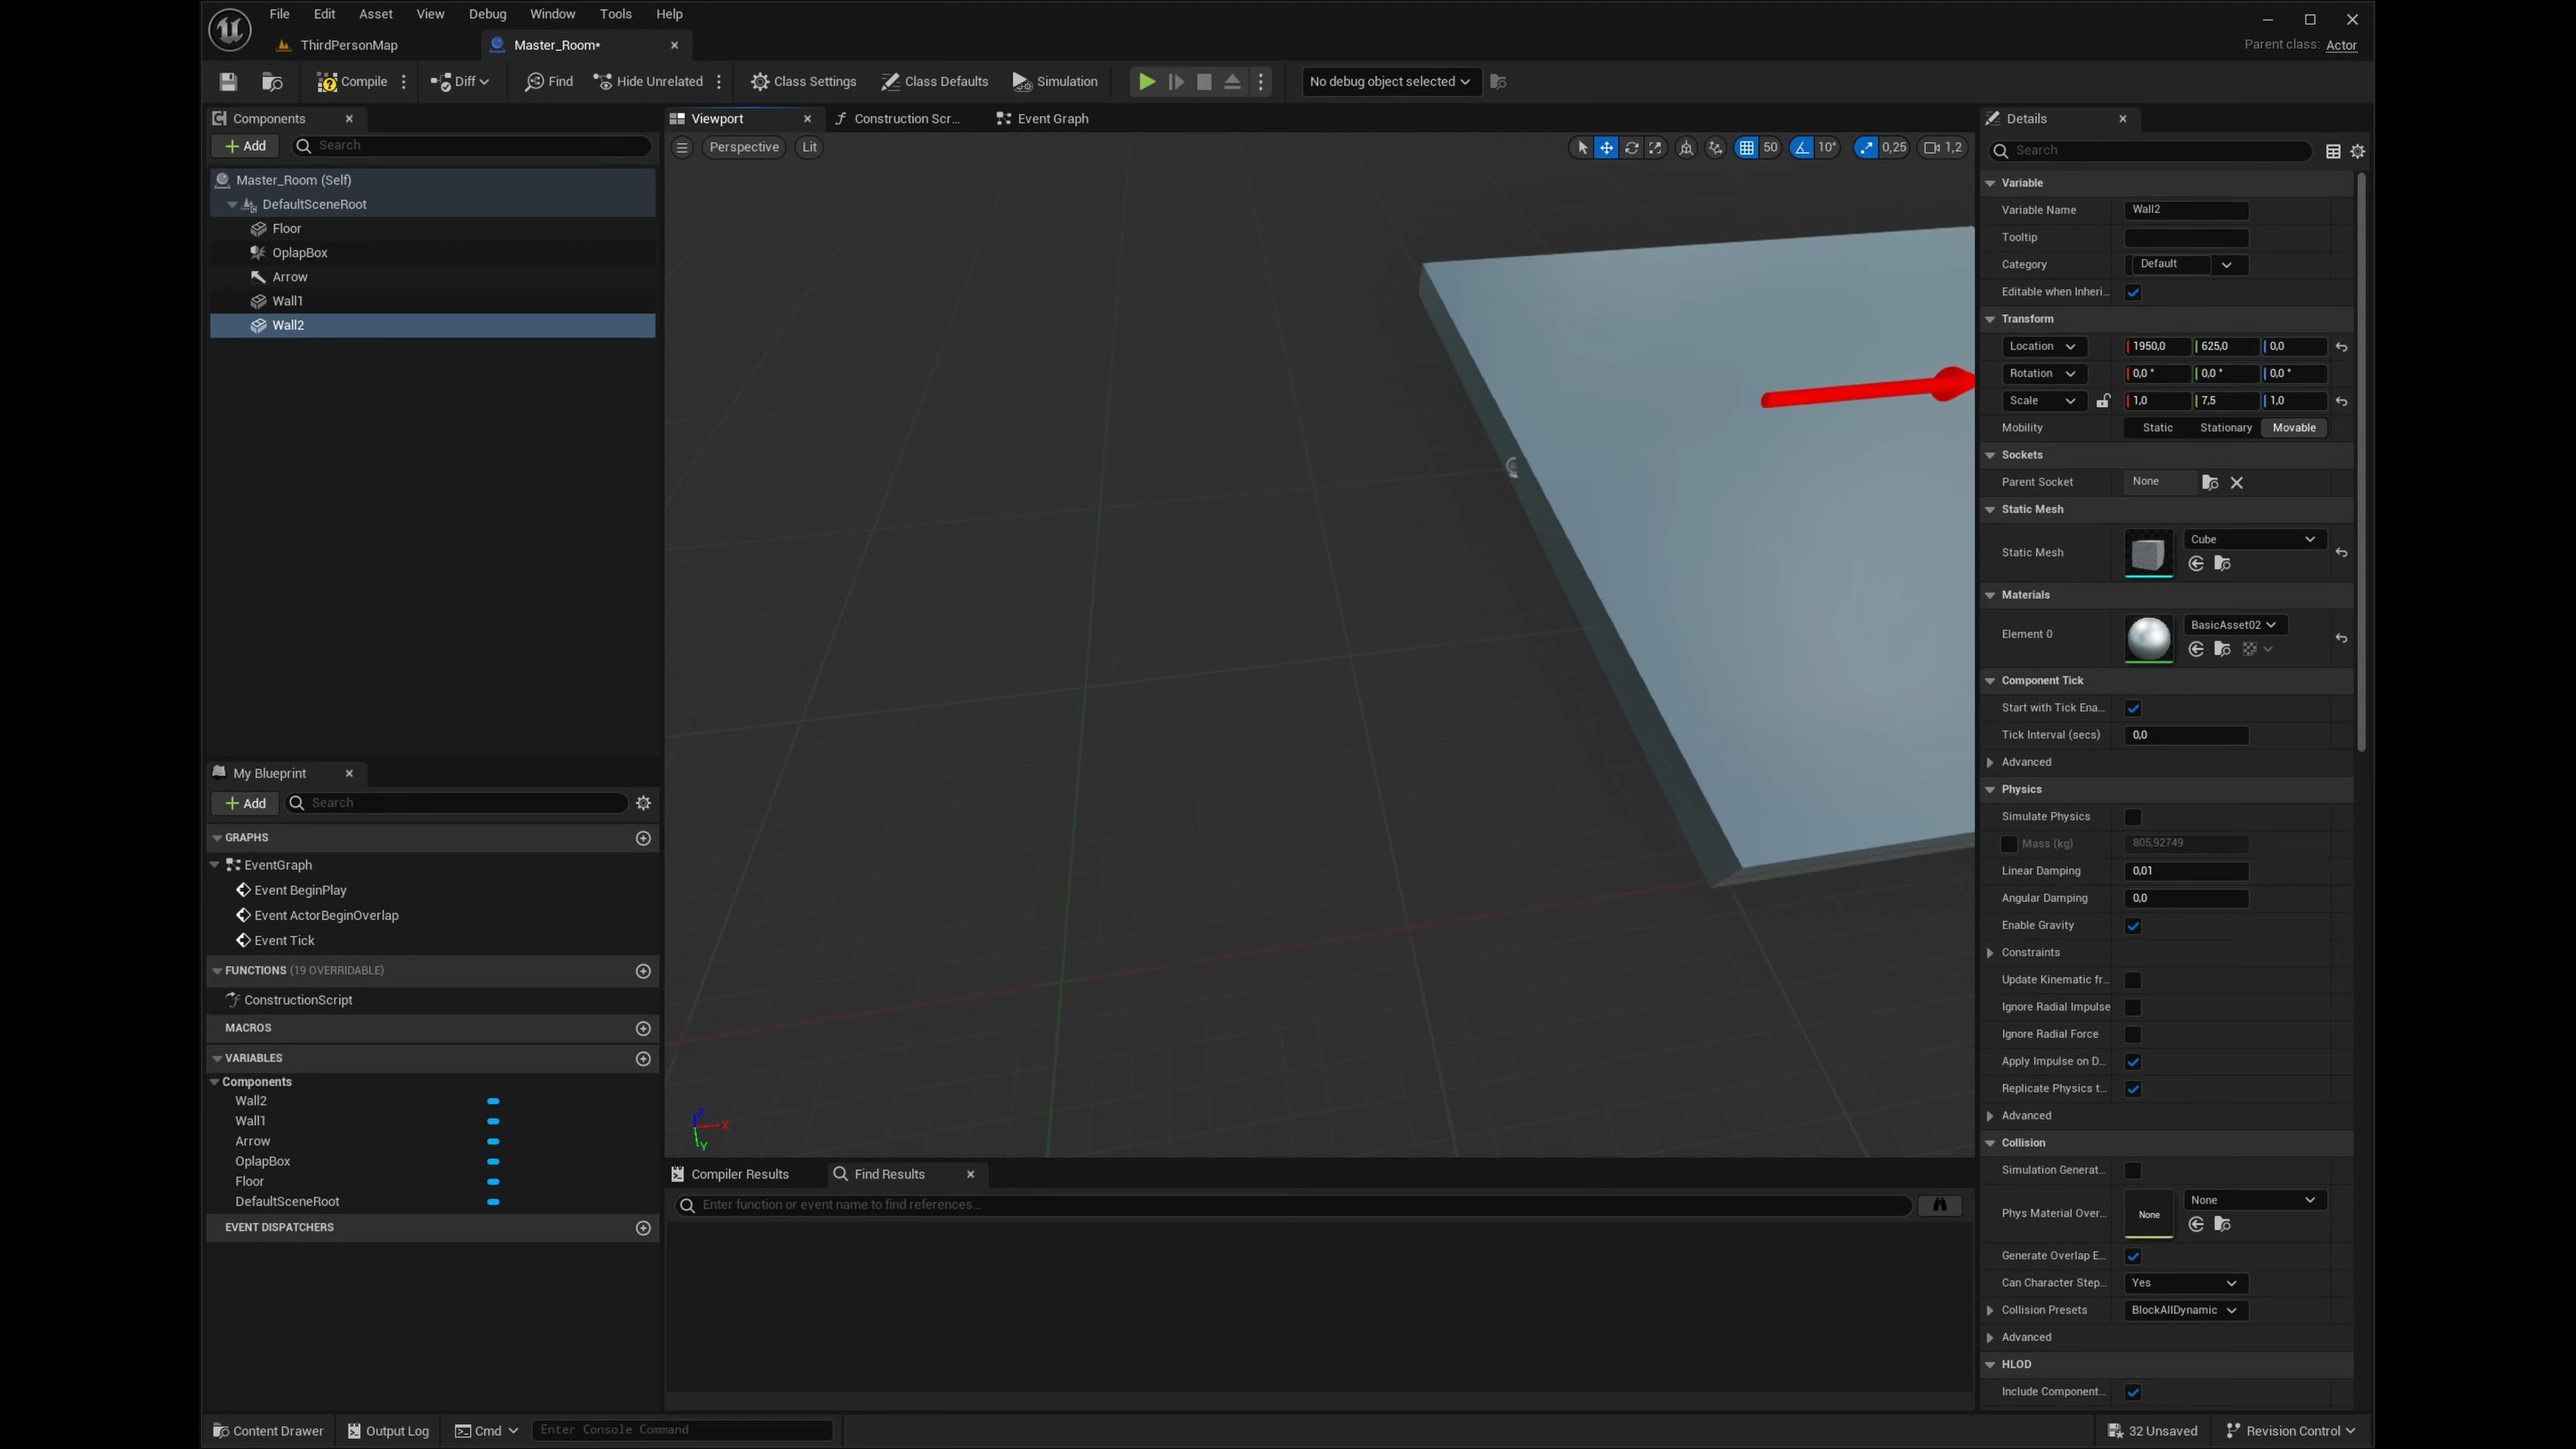 File Edit Asset View Debug Window Tools Help
ThirdPersonMap
Master_Room*
Parent class: Actor
Compile
Diff
Find
Hide Unrelated
Class Settings
Class Defaults
Simulation
No debug object selected
Components
Add
Search
Master_Room (Self)
DefaultSceneRoot
Floor
OplapBox
Arrow
Wall1
Wall2
My Blueprint
Add
Search
GRAPHS
EventGraph
Event BeginPlay
Event ActorBeginOverlap
Event Tick
FUNCTIONS (19 OVERRIDABLE)
ConstructionScript
MACROS
VARIABLES
Components
Wall2
Wall1
Arrow
OplapBox
Floor
DefaultSceneRoot
EVENT DISPATCHERS
Viewport
Construction Scr...
Event Graph
Perspective
Lit
50
10°
0,25
1,2
Z
X
Y
Compiler Results
Find Results
Enter function or event name to find references...
Details
Search
Variable
Variable Name Wall2
Tooltip
Category Default
Editable when Inheri...
Transform
Location 1950,0 625,0 0,0
Rotation 0,0 ° 0,0 ° 0,0 °
Scale 1,0 7,5 1,0
Mobility Static Stationary Movable
Sockets
Parent Socket None
Static Mesh
Static Mesh Cube
Materials
Element 0 BasicAsset02
Component Tick
Start with Tick Ena...
Tick Interval (secs) 0,0
Advanced
Physics
Simulate Physics
Mass (kg) 805,92749
Linear Damping 0,01
Angular Damping 0,0
Enable Gravity
Constraints
Update Kinematic fr...
Ignore Radial Impulse
Ignore Radial Force
Apply Impulse on D...
Replicate Physics t...
Advanced
Collision
Simulation Generat...
Phys Material Over... None None
Generate Overlap E...
Can Character Step... Yes
Collision Presets BlockAllDynamic
Advanced
HLOD
Include Component...
Content Drawer
Output Log
Cmd
Enter Console Command
32 Unsaved
Revision Control